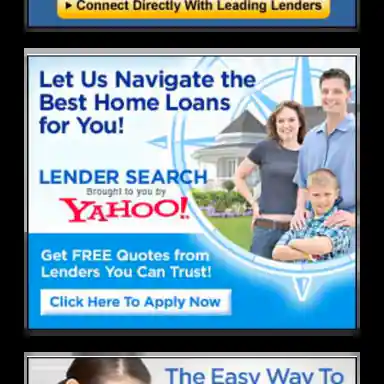 Connect Directly With Leading Lenders
Let Us Navigate the
Best Home Loans
for You!
LENDER SEARCH
Brought to you by
YAHOO!
Get FREE Quotes from
Lenders You Can Trust!
Click Here To Apply Now
The Easy Way To